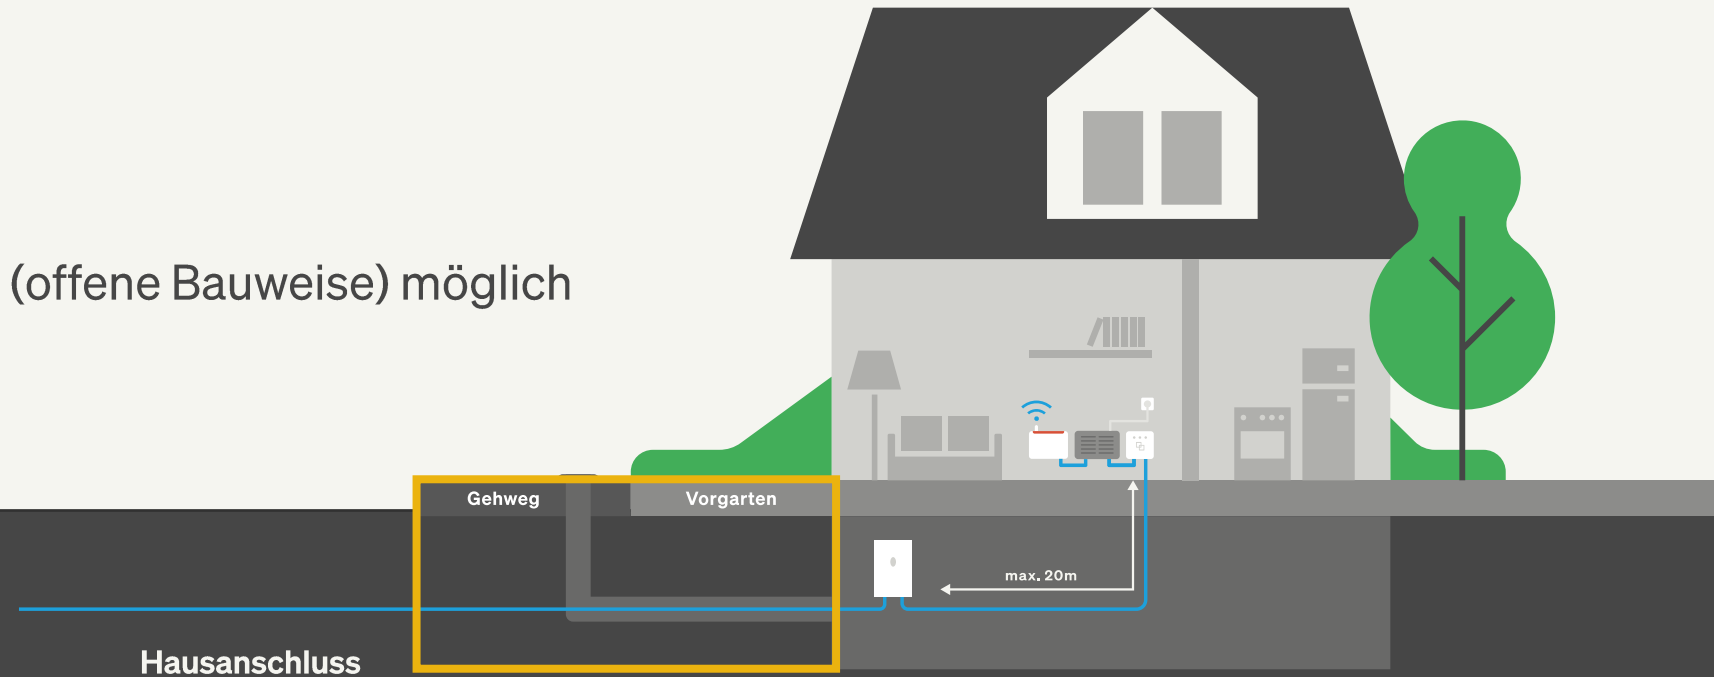 (offene Bauweise) möglich
Gehweg
Vorgarten
max. 20m
Hausanschluss